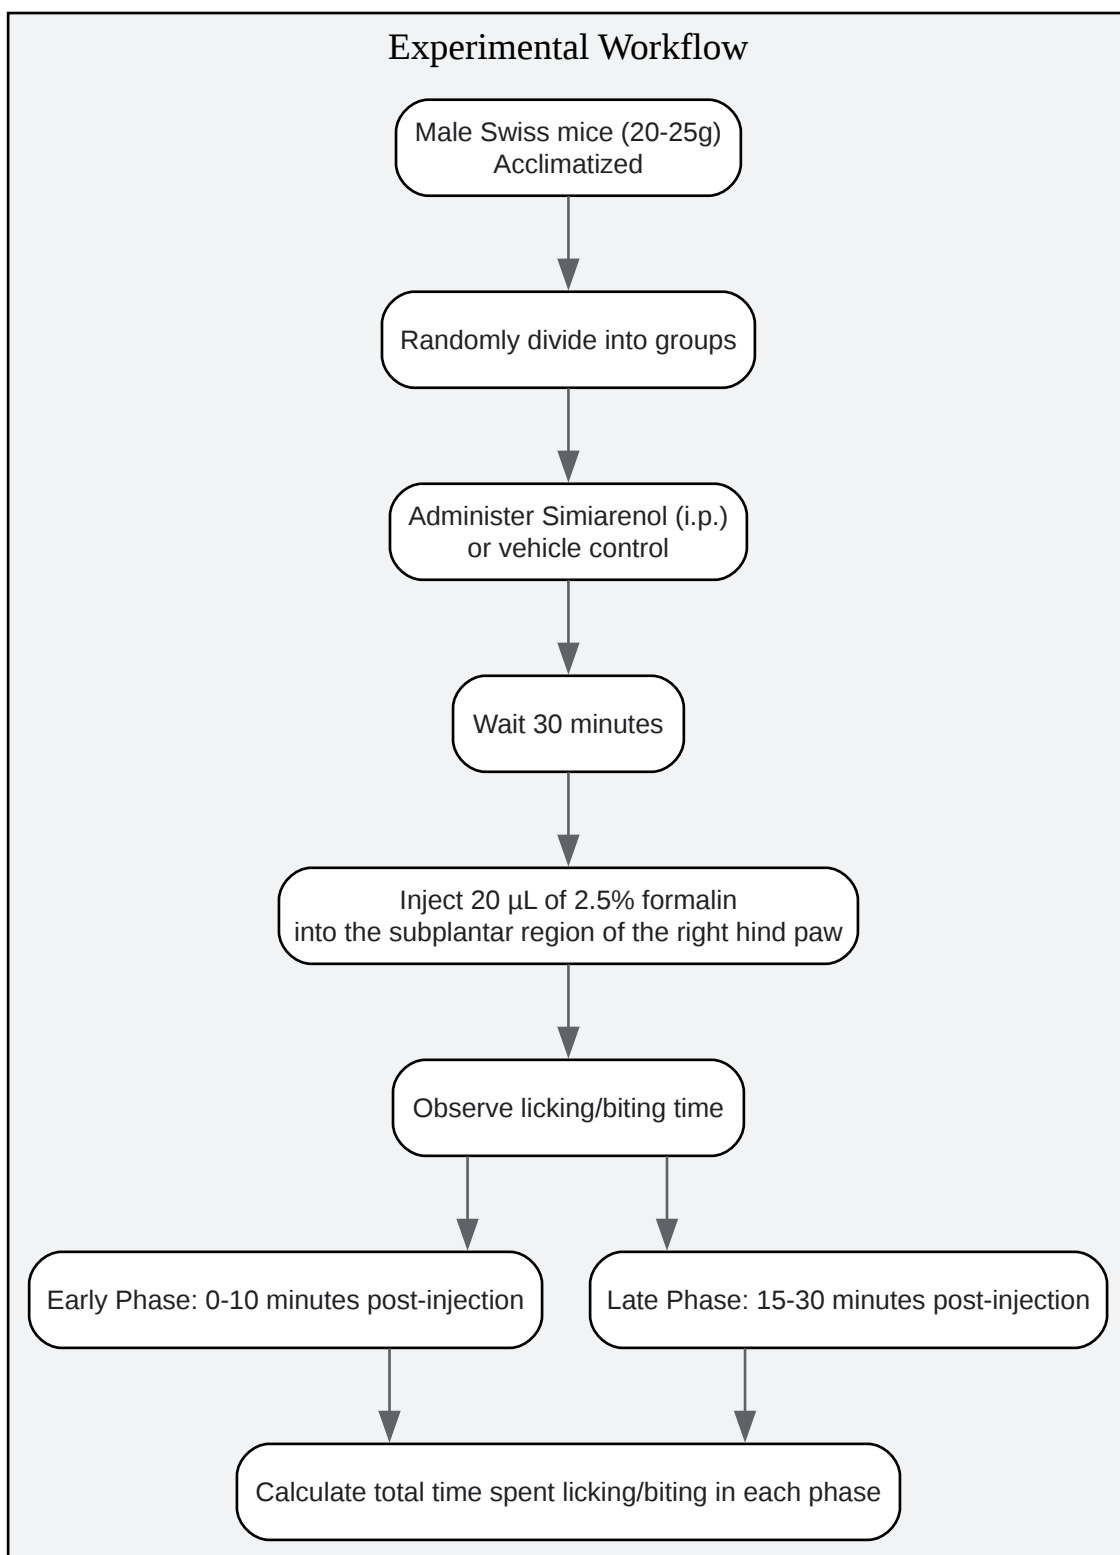 Experimental Workflow
Male Swiss mice (20-25g)
Acclimatized
Randomly divide into groups
Administer Simiarenol (i.p.)
or vehicle control
Wait 30 minutes
Inject 20 µL of 2.5% formalin
into the subplantar region of the right hind paw
Observe licking/biting time
Early Phase: 0-10 minutes post-injection
Late Phase: 15-30 minutes post-injection
Calculate total time spent licking/biting in each phase